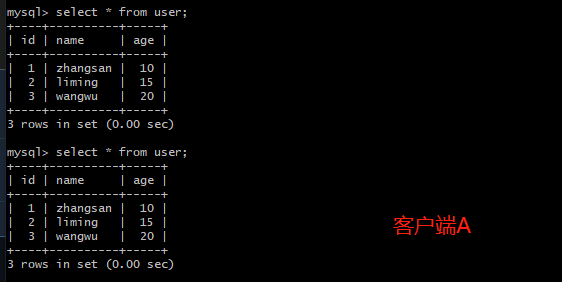 mysql> select * from user;
+----+----------+-----+
| id | name     | age |
+----+----------+-----+
|  1 | zhangsan |  10 |
|  2 | liming   |  15 |
|  3 | wangwu   |  20 |
+----+----------+-----+
3 rows in set (0.00 sec)
mysql> select * from user;
+----+----------+-----+
| id | name     | age |
+----+----------+-----+
|  1 | zhangsan |  10 |
|  2 | liming   |  15 |
|  3 | wangwu   |  20 |
+----+----------+-----+
3 rows in set (0.00 sec)
客户端A